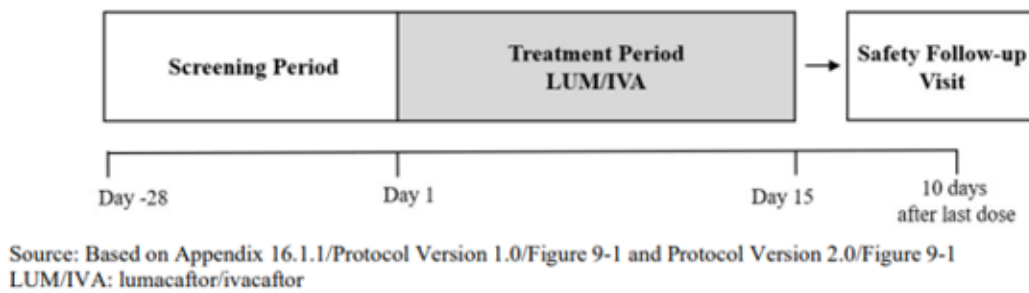 Screening Period
Treatment Period
LUM/IVA
Safety Follow-up
Visit
Day -28
Day 1
Day 15
10 days
after last dose
Source: Based on Appendix 16.1.1/Protocol Version 1.0/Figure 9-1 and Protocol Version 2.0/Figure 9-1
LUM/IVA: lumacaftor/ivacaftor